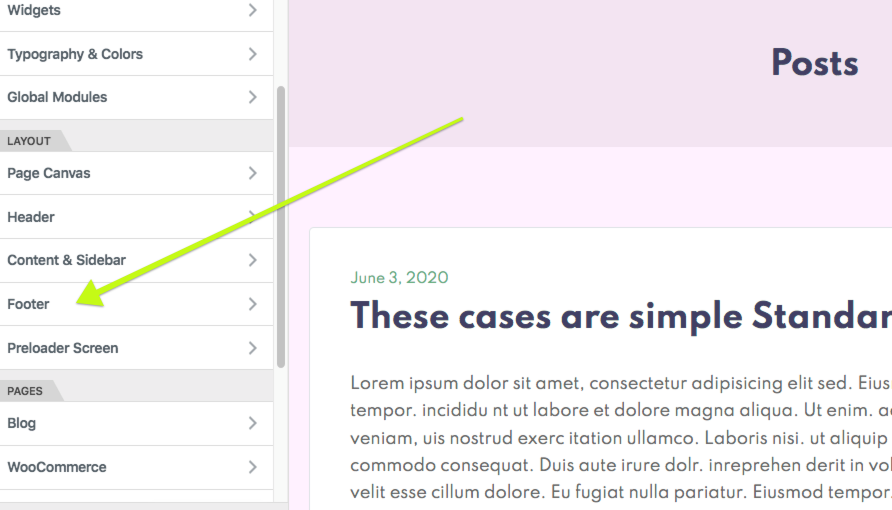 Widgets
Typography & Colors
Global Modules
LAYOUT
Page Canvas
Header
Content & Sidebar
Footer
Preloader Screen
PAGES
Blog
WooCommerce
Posts
June 3, 2020
These cases are simple Standar
Lorem ipsum dolor sit amet, consectetur adipisicing elit sed. Eius
tempor. incididu nt ut labore et dolore magna aliqua. Ut enim. a
veniam, uis nostrud exerc itation ullamco. Laboris nisi. ut aliquip
commodo consequat. Duis aute irure dolr. inreprehen derit in vol
velit esse cillum dolore. Eu fugiat nulla pariatur. Eiusmod tempor.